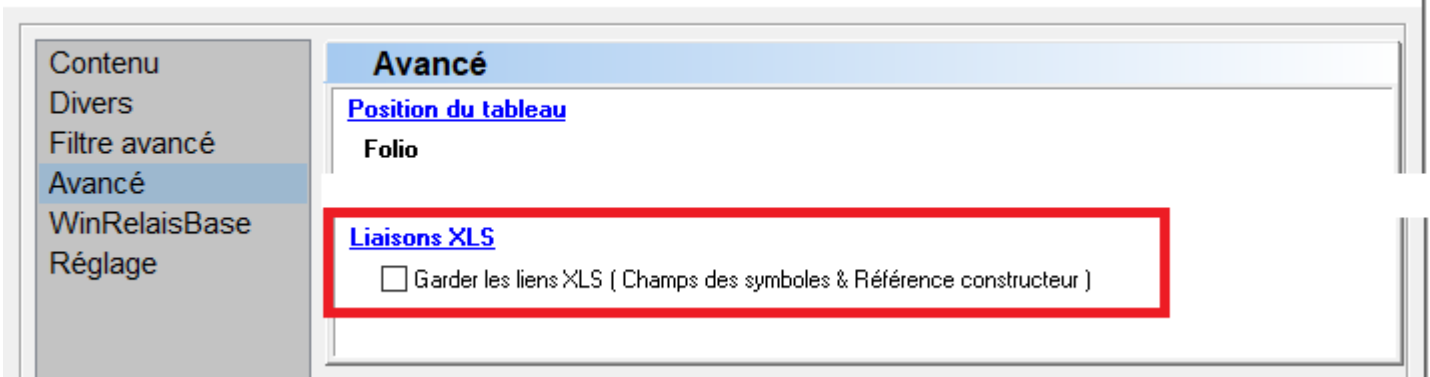 Contenu
Divers
Filtre avancé
Avancé
WinRelaisBase
Réglage
Avancé
Position du tableau
Folio
Liaisons XLS
Garder les liens XLS ( Champs des symboles & Référence constructeur )